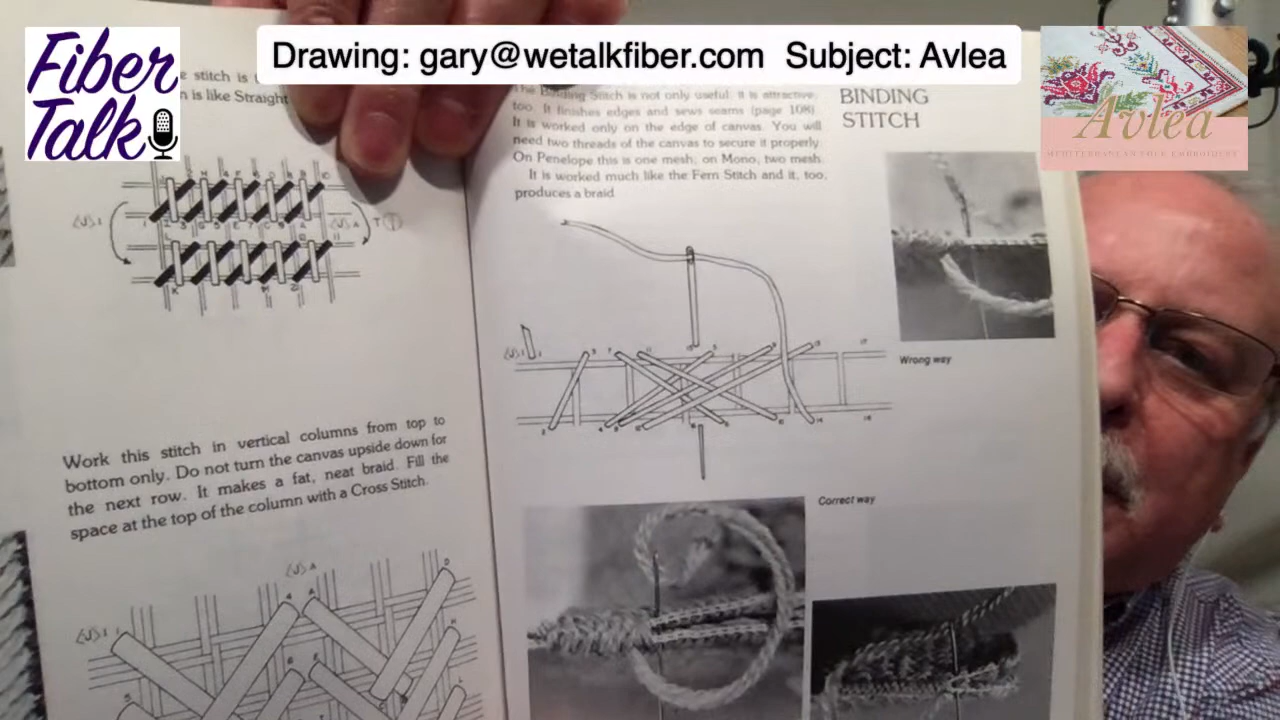 Fiber
Talk
Drawing: gary@wetalkfiber.com Subject: Avlea
Avlea
MEDITERRANEAN FOLK EMBROIDERY
e stitch is
is like Straight
Work this stitch in vertical columns from top to
bottom only. Do not turn the canvas upside down for
the next row. It makes a fat, neat braid. Fill the
space at the top of the column with a Cross Stitch.
BINDING
STITCH
The Binding Stitch is not only useful; it is attractive,
too. It finishes edges and sews seams (page 108).
It is worked only on the edge of canvas. You will
need two threads of the canvas to secure it properly.
On Penelope this is one mesh; on Mono, two mesh.
It is worked much like the Fern Stitch and it, too,
produces a braid.
Wrong way
Correct way